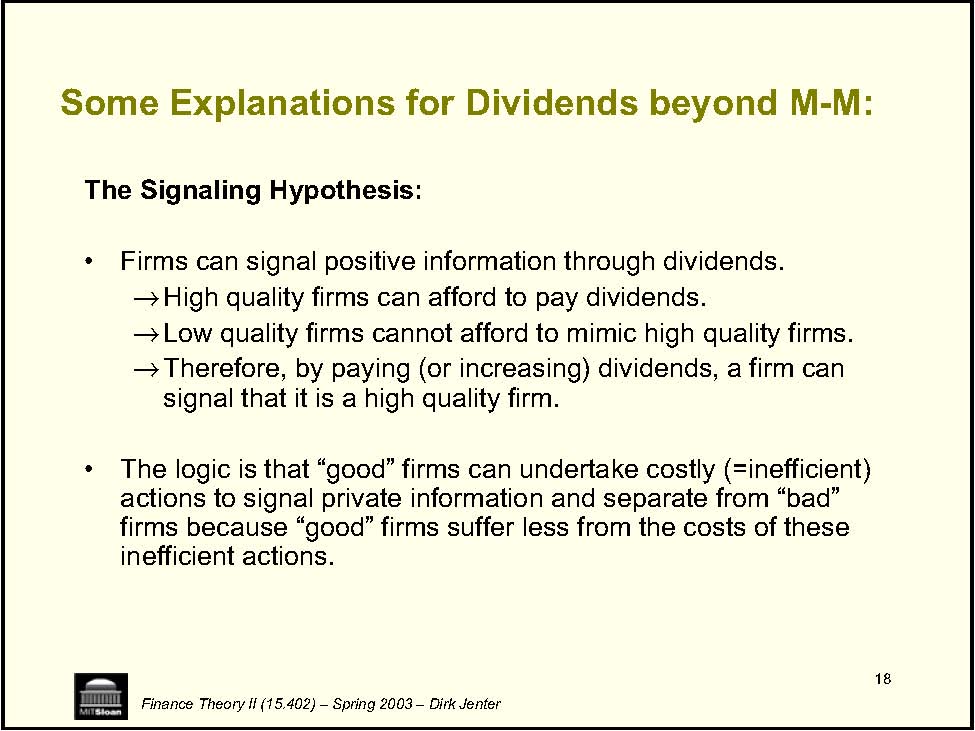 Some Explanations for Dividends beyond M-M:
The Signaling Hypothesis:
• Firms can signal positive information through dividends.
→ High quality firms can afford to pay dividends.
→ Low quality firms cannot afford to mimic high quality firms.
→ Therefore, by paying (or increasing) dividends, a firm can
signal that it is a high quality firm.
• The logic is that “good” firms can undertake costly (=inefficient)
actions to signal private information and separate from “bad”
firms because “good” firms suffer less from the costs of these
inefficient actions.
18
MITSloan
Finance Theory II (15.402) – Spring 2003 – Dirk Jenter